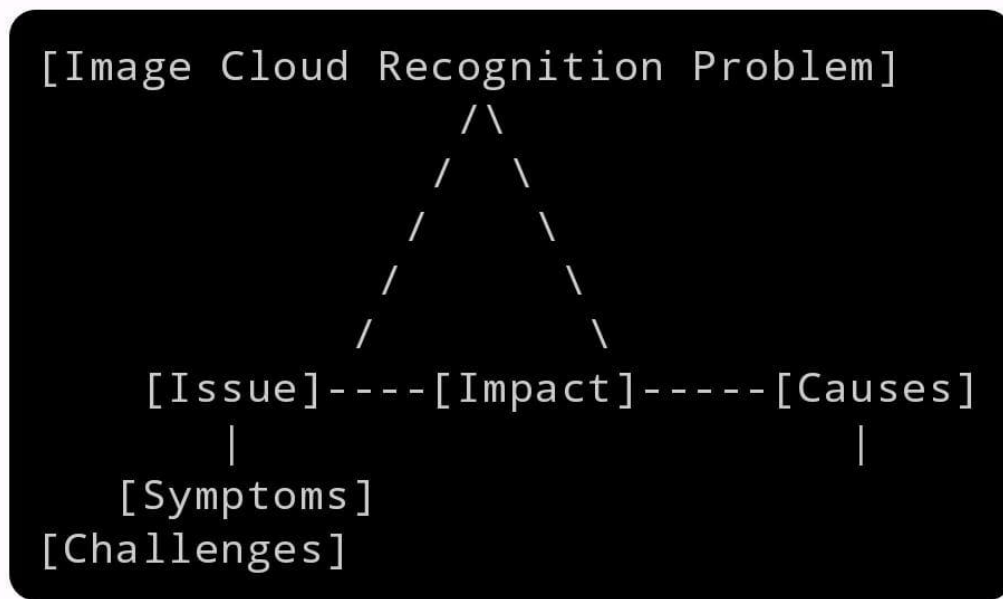 [Image Cloud Recognition Problem]
/\
/ \
/ \
/ \
/ \
[Issue]----[Impact]-----[Causes]
| |
[Symptoms]
[Challenges]